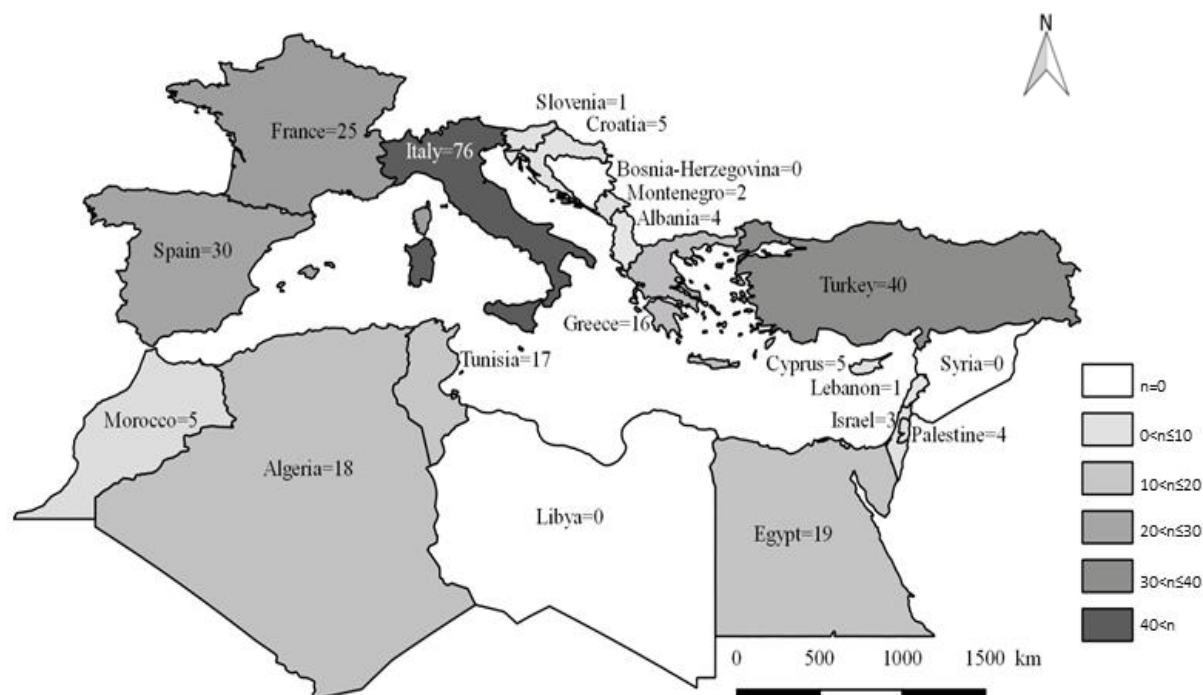 N
Slovenia=1
Croatia=5
France=25
Italy=76
Bosnia-Herzegovina=0
Montenegro=2
Albania=4
Spain=30
Turkey=40
Greece=16
Tunisia=17
Cyprus=5
Syria=0
Lebanon=1
Morocco=5
Israel=3
Palestine=4
Algeria=18
Libya=0
Egypt=19
n=0
0<n≤10
10<n≤20
20<n≤30
30<n≤40
40<n
0 500 1000 1500 km